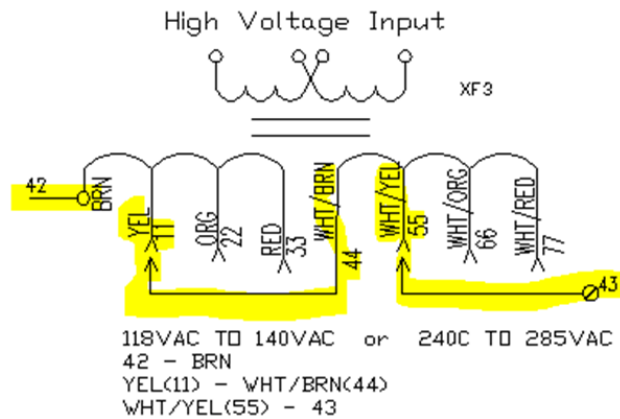 High Voltage Input
XF3
42
BRN
YEL
11
ORG
22
RED
33
WHT/BRN
44
WHT/YEL
55
WHT/ORG
66
WHT/RED
77
43
118VAC TO 140VAC or 240C TO 285VAC
42 - BRN
YEL(11) - WHT/BRN(44)
WHT/YEL(55) - 43